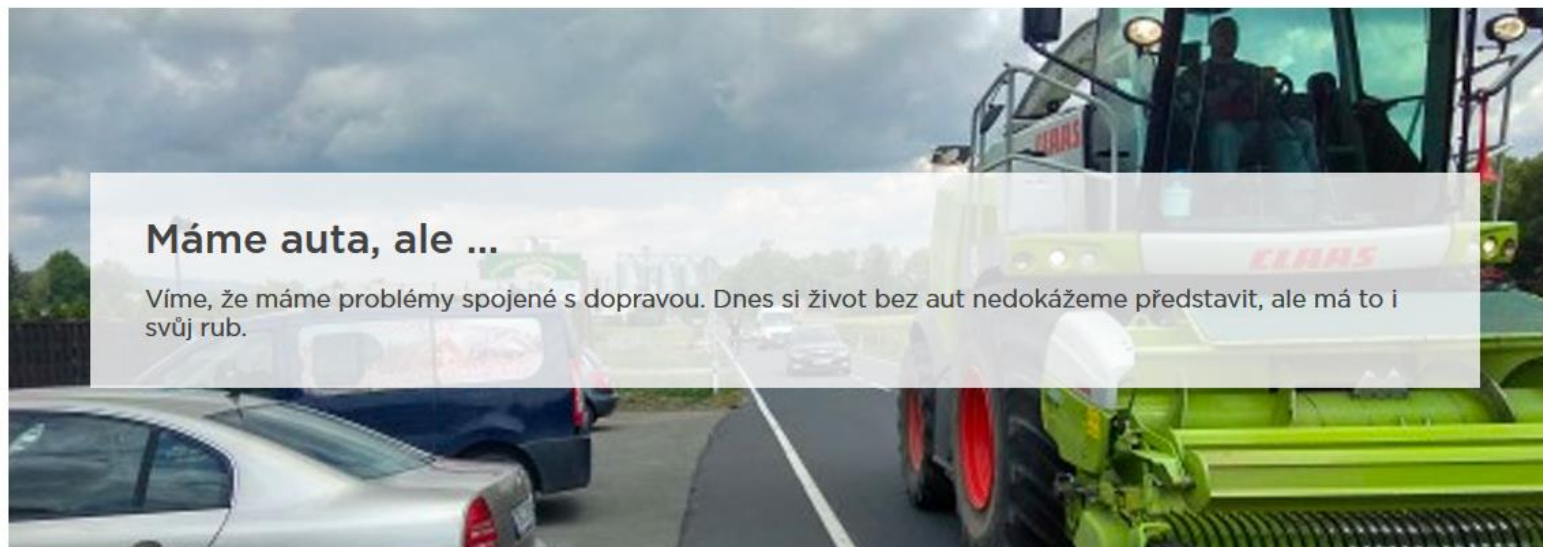 CLAAS
Máme auta, ale ...
CLAAS
Víme, že máme problémy spojené s dopravou. Dnes si život bez aut nedokážeme představit, ale má to i
svůj rub.